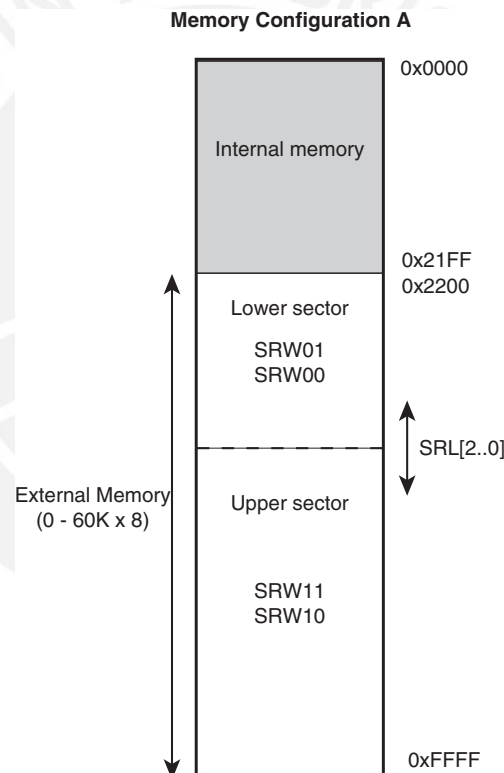 Memory Configuration A
0x0000
Internal memory
0x21FF
0x2200
Lower sector
SRW01
SRW00
SRL[2..0]
External Memory
(0 - 60K x 8)
Upper sector
SRW11
SRW10
0xFFFF